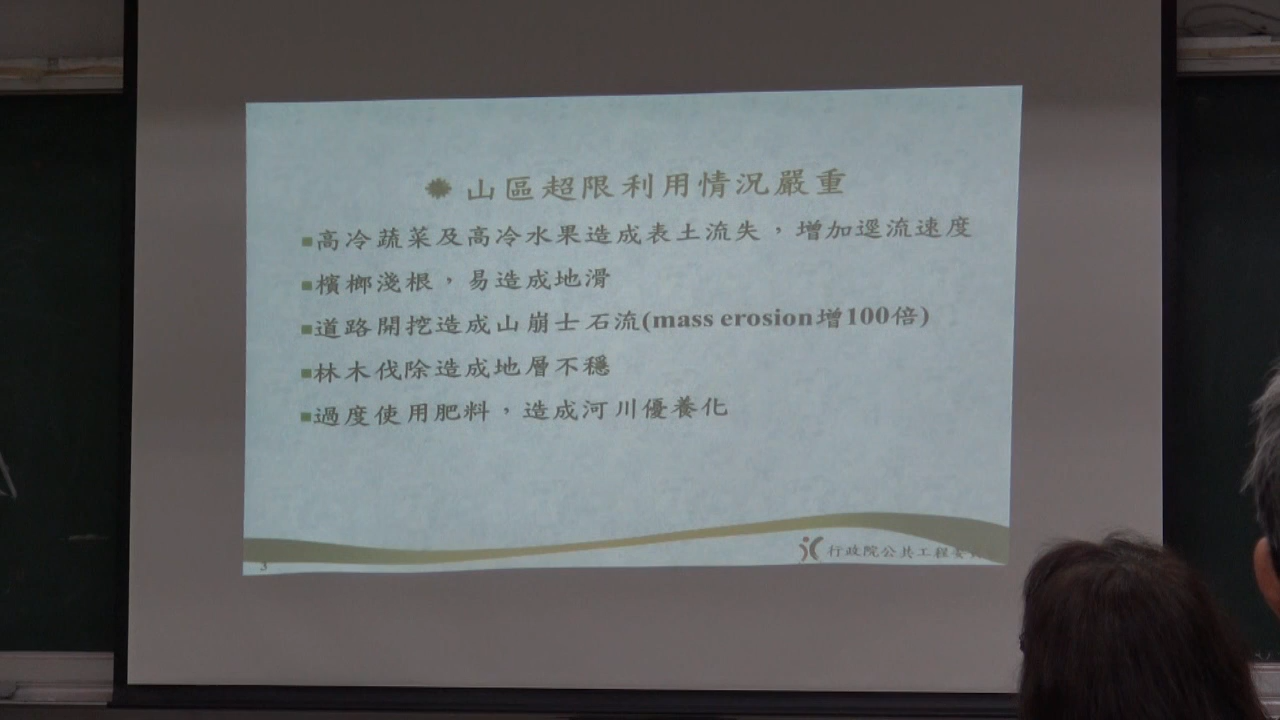 山區超限利用情況嚴重
高冷蔬菜及高冷水果造成表土流失，增加逕流速度
檳榔淺根，易造成地滑
道路開挖造成山崩土石流(mass erosion增100倍)
林木伐除造成地層不穩
過度使用肥料，造成河川優養化
行政院公共工程委
3